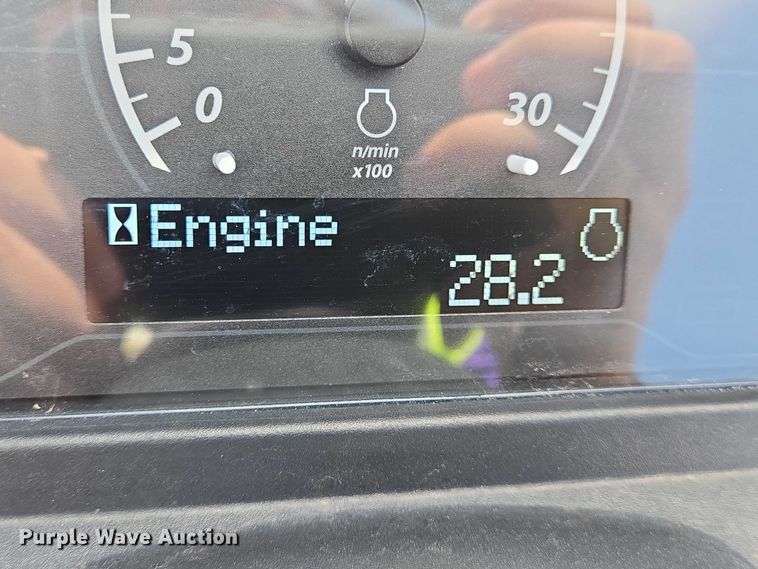 5
0
30
n/min
x100
Engine
28.2
Purple Wave Auction